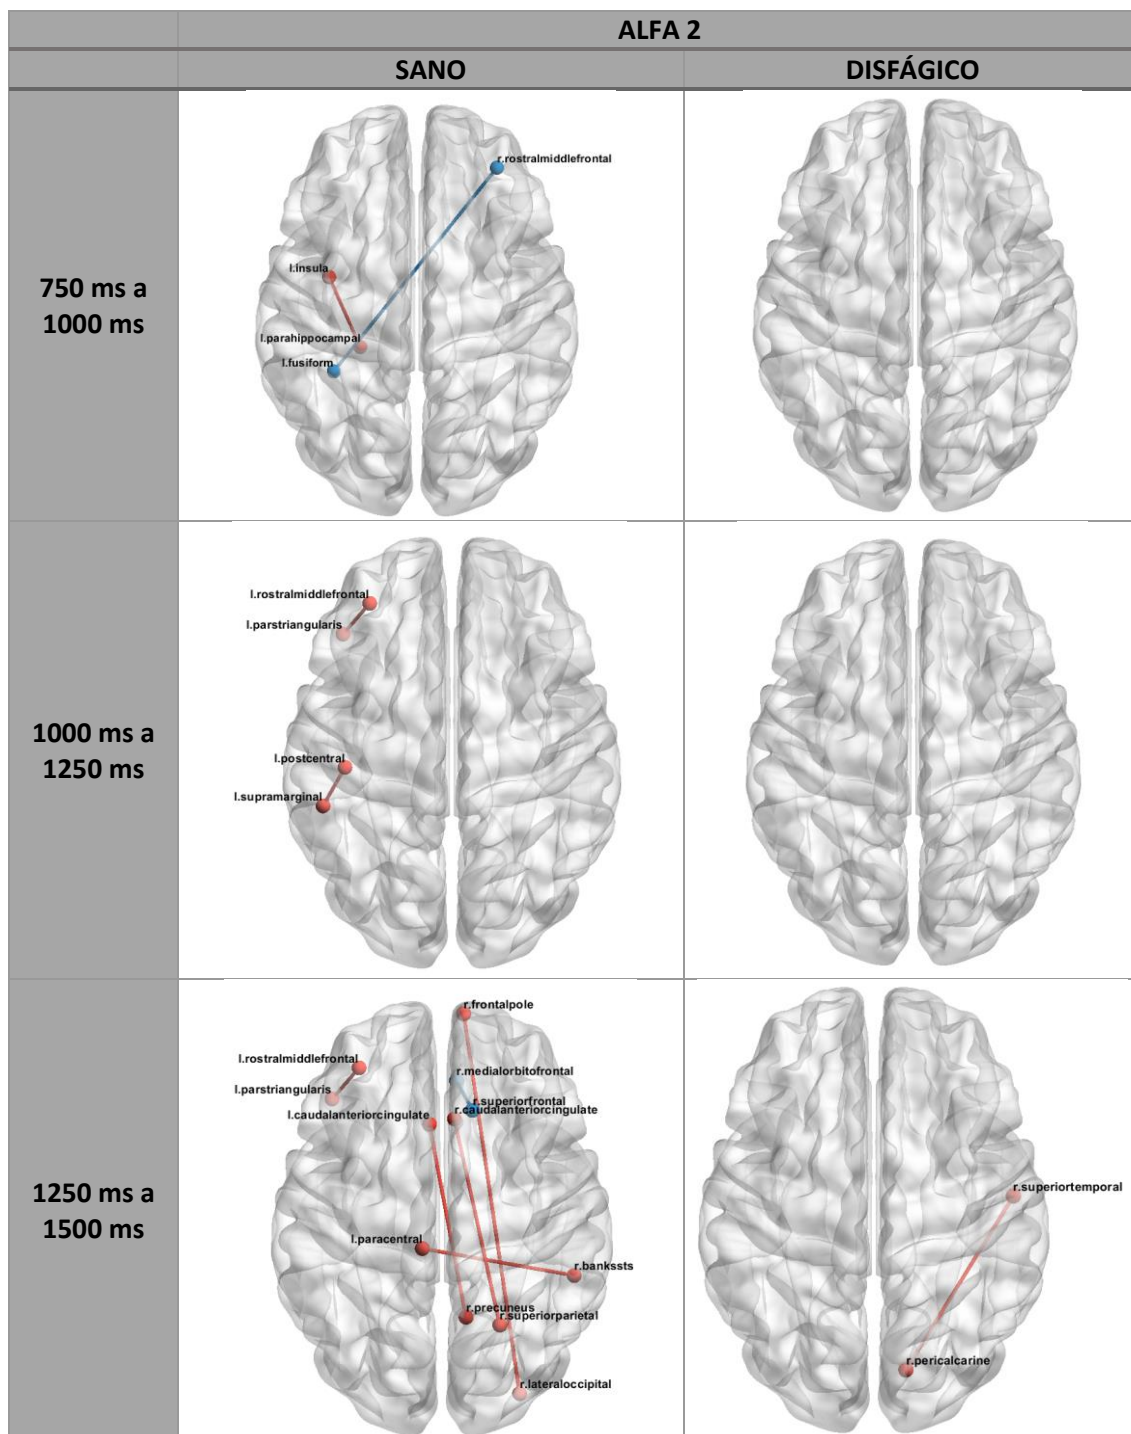 ALFA 2
SANO
DISFÁGICO
750 ms a
1000 ms
r.rostralmiddlefrontal
l.insula
l.parahippocampal
l.fusiform
1000 ms a
1250 ms
l.rostralmiddlefrontal
l.parstriangularis
l.postcentral
l.supramarginal
1250 ms a
1500 ms
r.frontalpole
l.rostralmiddlefrontal
r.medialorbitofrontal
l.parstriangularis
r.superiorfrontal
l.caudalanteriorcingulate
r.caudalanteriorcingulate
l.paracentral
r.bankssts
r.precuneus
r.superiorparietal
r.lateraloccipital
r.superiortemporal
r.pericalcarine